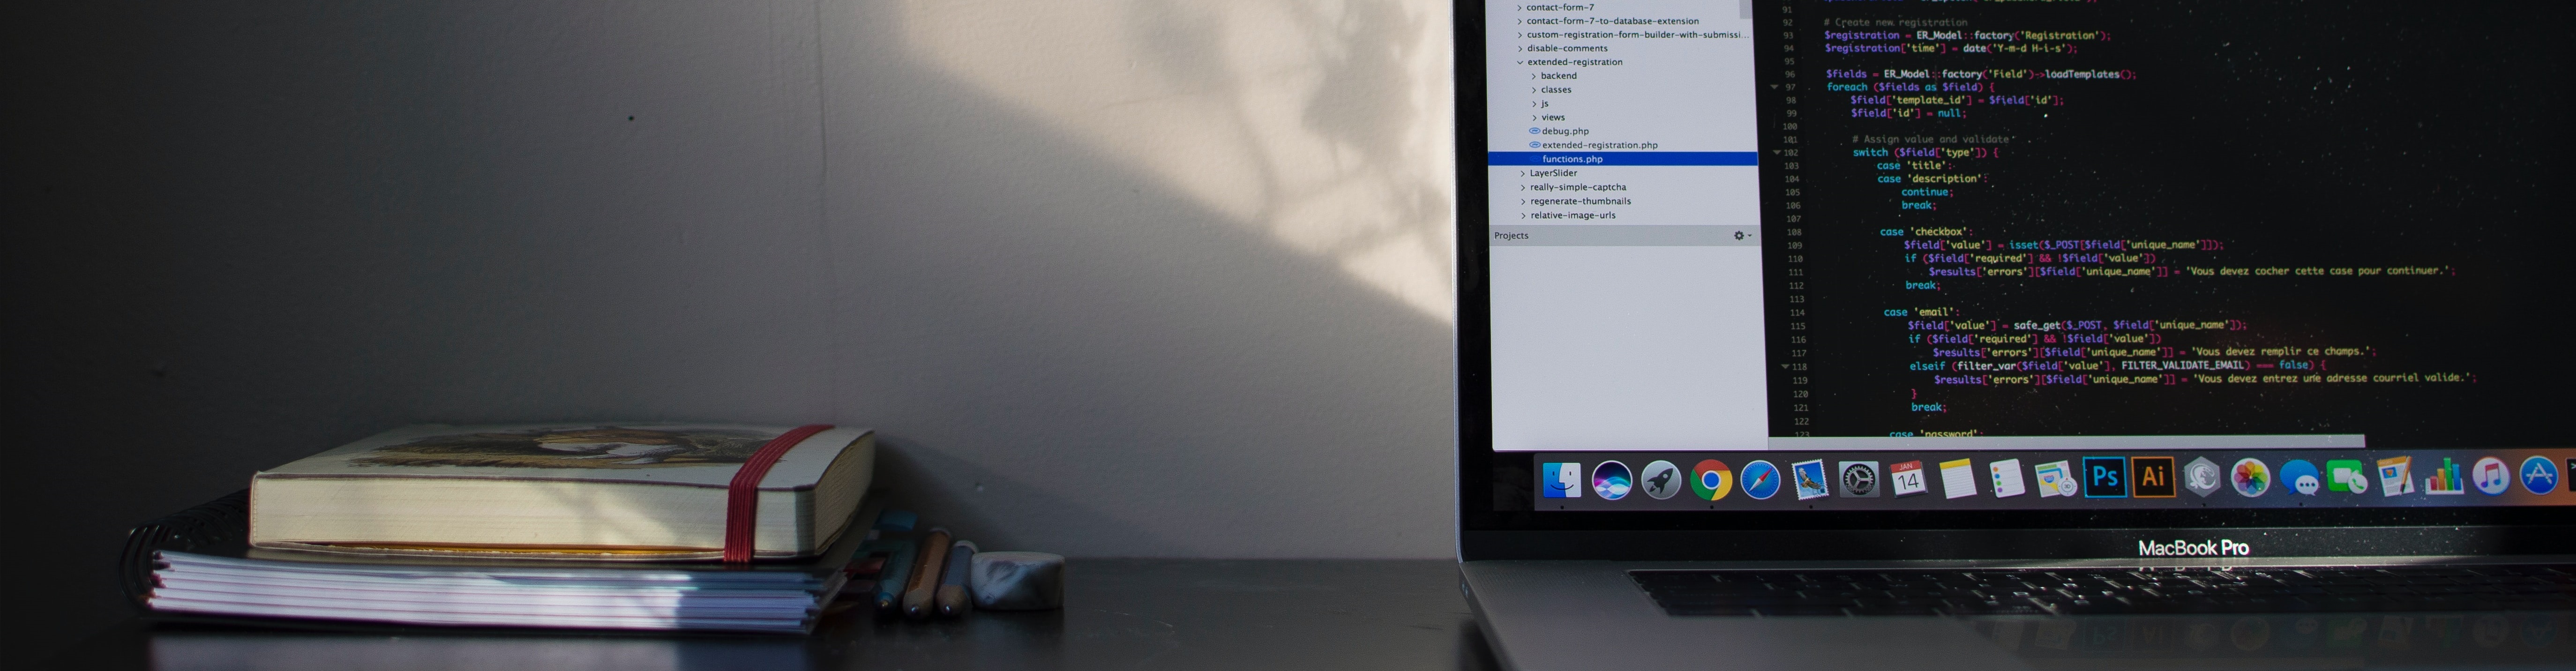 contact-form-7
contact-form-7-to-database-extension
custom-registration-form-builder-with-submissi...
disable-comments
extended-registration
backend
classes
js
views
debug.php
extended-registration.php
functions.php
LayerSlider
really-simple-captcha
regenerate-thumbnails
relative-image-urls
Projects
91
92 # Create new registration
93 $registration = ER_Model::factory('Registration');
94 $registration['time'] = date('Y-m-d H-i-s');
95
96 $fields = ER_Model::factory('Field')->loadTemplates();
97 foreach ($fields as $field) {
98 $field['template_id'] = $field['id'];
99 $field['id'] = null;
100
101 # Assign value and validate
102 switch ($field['type']) {
103 case 'title':
104 case 'description':
105 continue;
106 break;
107
108 case 'checkbox':
109 $field['value'] = isset($_POST[$field['unique_name']]);
110 if ($field['required'] && !$field['value'])
111 $results['errors'][$field['unique_name']] = 'Vous devez cocher cette case pour continuer.';
112 break;
113
114 case 'email':
115 $field['value'] = safe_get($_POST, $field['unique_name']);
116 if ($field['required'] && !$field['value'])
117 $results['errors'][$field['unique_name']] = 'Vous devez remplir ce champs.';
118 elseif (filter_var($field['value'], FILTER_VALIDATE_EMAIL) === false) {
119 $results['errors'][$field['unique_name']] = 'Vous devez entrez une adresse courriel valide.';
120 }
121 break;
122
123 case 'password':
JAN
14
Ps
Ai
MacBook Pro